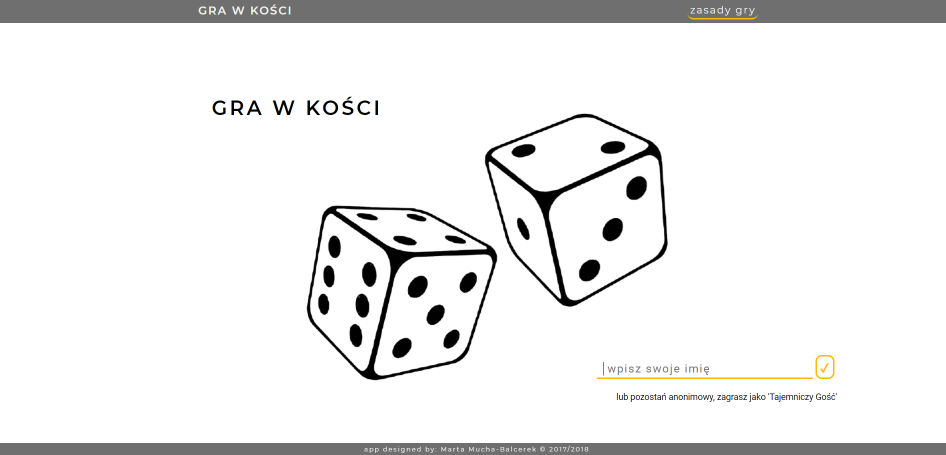 GRA W KOŚCI
zasady gry
GRA W KOŚCI
wpisz swoje imię
lub pozostań anonimowy, zagrasz jako 'Tajemniczy Gość'
app designed by: Marta Mucha-Balcerek © 2017/2018